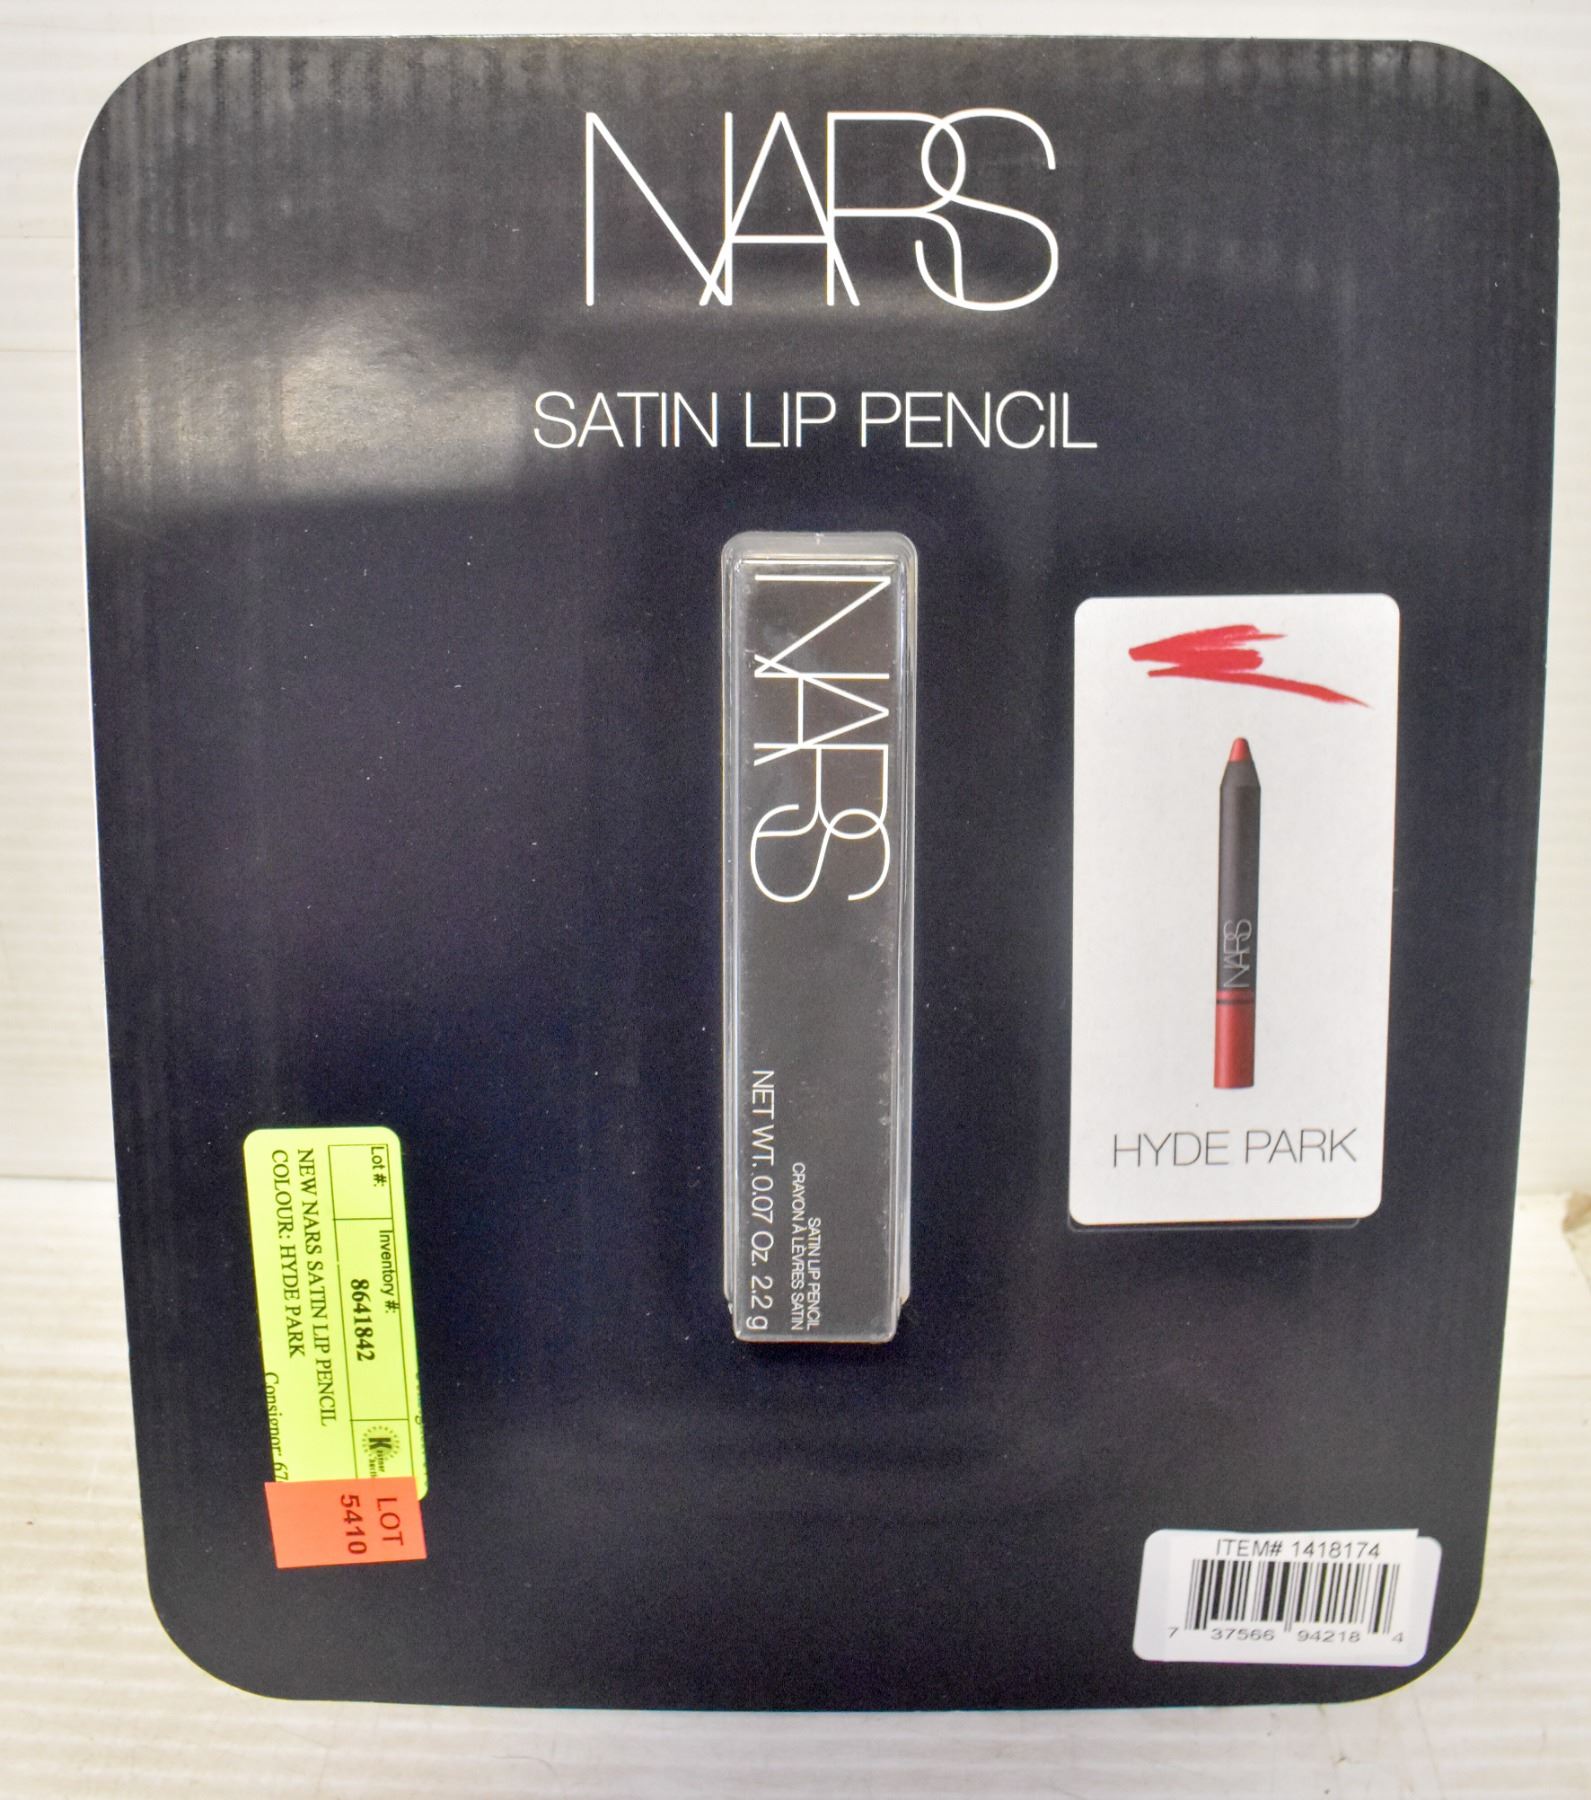 NARS
SATIN LIP PENCIL
NARS
SATIN LIP PENCIL
CRAYON À LÈVRES SATIN
NET WT. 0.07 Oz. 2.2 g
NARS
HYDE PARK
Lot #:
Inventory #:
8641842
NEW NARS SATIN LIP PENCIL
COLOUR: HYDE PARK
Consignor: 67
LOT
5410
ITEM# 1418174
7 37566 94218 4